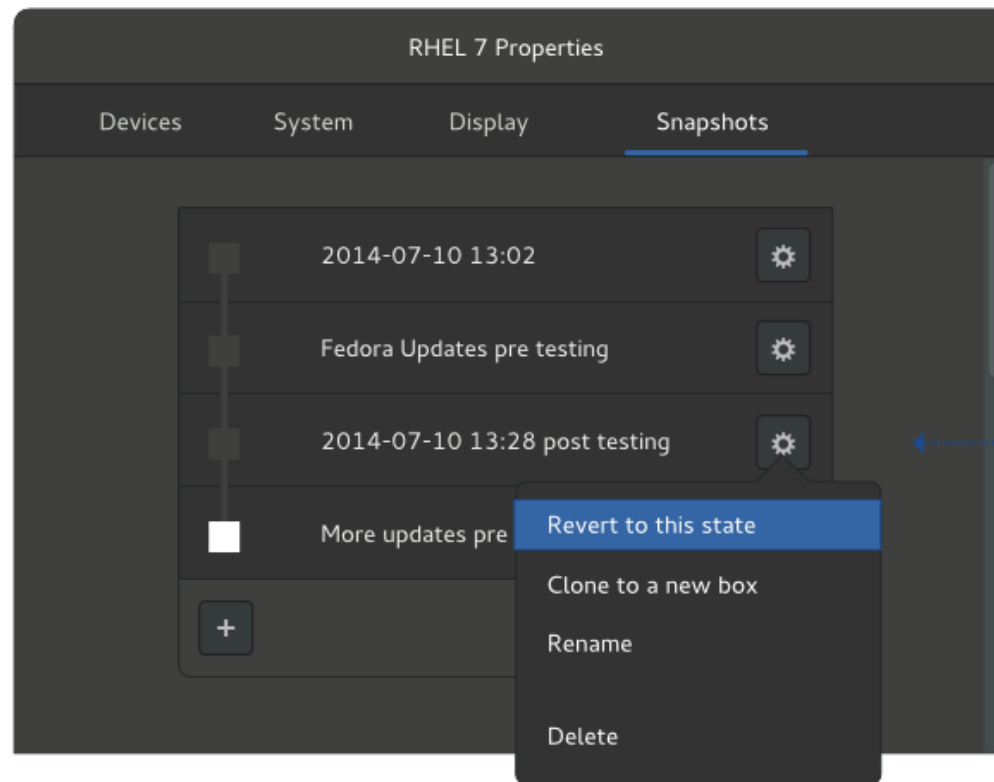 RHEL 7 Properties
Devices System Display Snapshots
2014-07-10 13:02
Fedora Updates pre testing
2014-07-10 13:28 post testing
More updates pre
Revert to this state
Clone to a new box
Rename
Delete